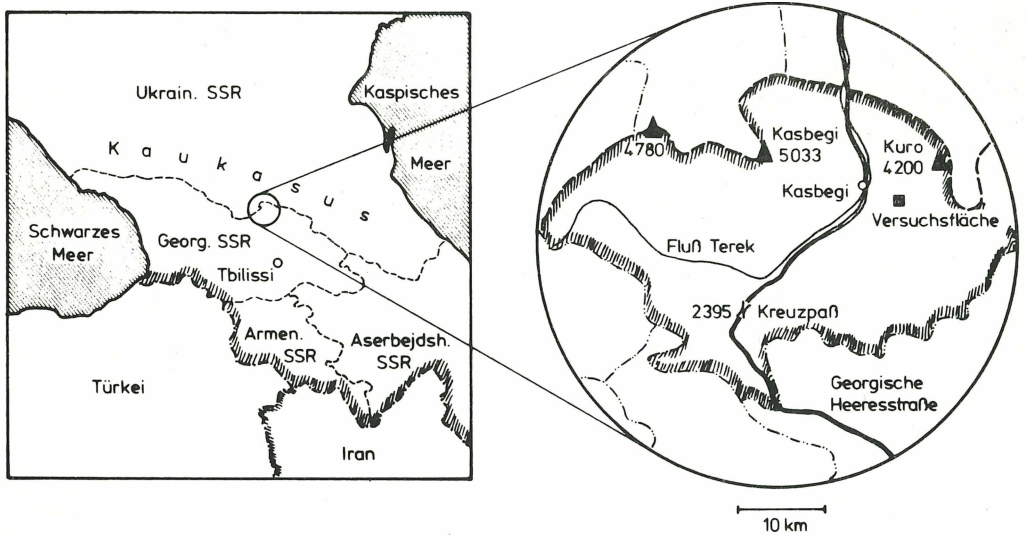 Ukrain. SSR
Kaspisches
Meer
Kaukasus
Schwarzes
Meer
Georg. SSR
Tbilissi
Armen.
SSR
Aserbejdsh.
SSR
Türkei
Iran
4780
Kasbegi
5033
Kuro
4200
Kasbegi
Versuchsfläche
Fluß Terek
2395 Kreuzpaß
Georgische
Heeresstraße
10 km